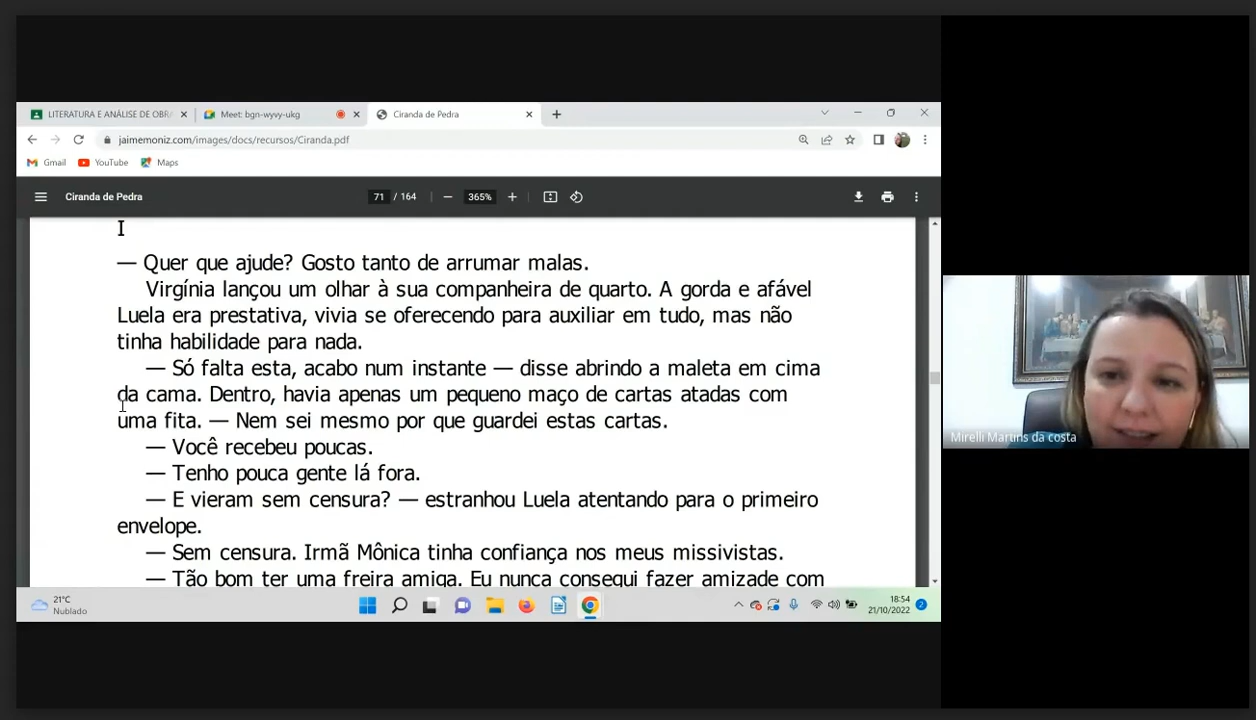 LITERATURA E ANÁLISE DE OBR
Meet: bgn-wyvy-ukg
Ciranda de Pedra
jaimemoniz.com/images/docs/recursos/Ciranda.pdf
Gmail YouTube Maps
Ciranda de Pedra 71 / 164 365%
I
— Quer que ajude? Gosto tanto de arrumar malas.
Virgínia lançou um olhar à sua companheira de quarto. A gorda e afável
Luela era prestativa, vivia se oferecendo para auxiliar em tudo, mas não
tinha habilidade para nada.
— Só falta esta, acabo num instante — disse abrindo a maleta em cima
da cama. Dentro, havia apenas um pequeno maço de cartas atadas com
uma fita. — Nem sei mesmo por que guardei estas cartas.
— Você recebeu poucas.
— Tenho pouca gente lá fora.
— E vieram sem censura? — estranhou Luela atentando para o primeiro
envelope.
— Sem censura. Irmã Mônica tinha confiança nos meus missivistas.
— Tão bom ter uma freira amiga. Eu nunca consegui fazer amizade com
Mirelli Martins da costa
21°C
Nublado
18:54
21/10/2022
2